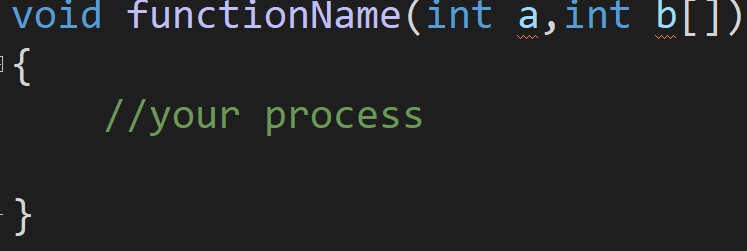 void functionName(int a,int b[])
{
//your process
}